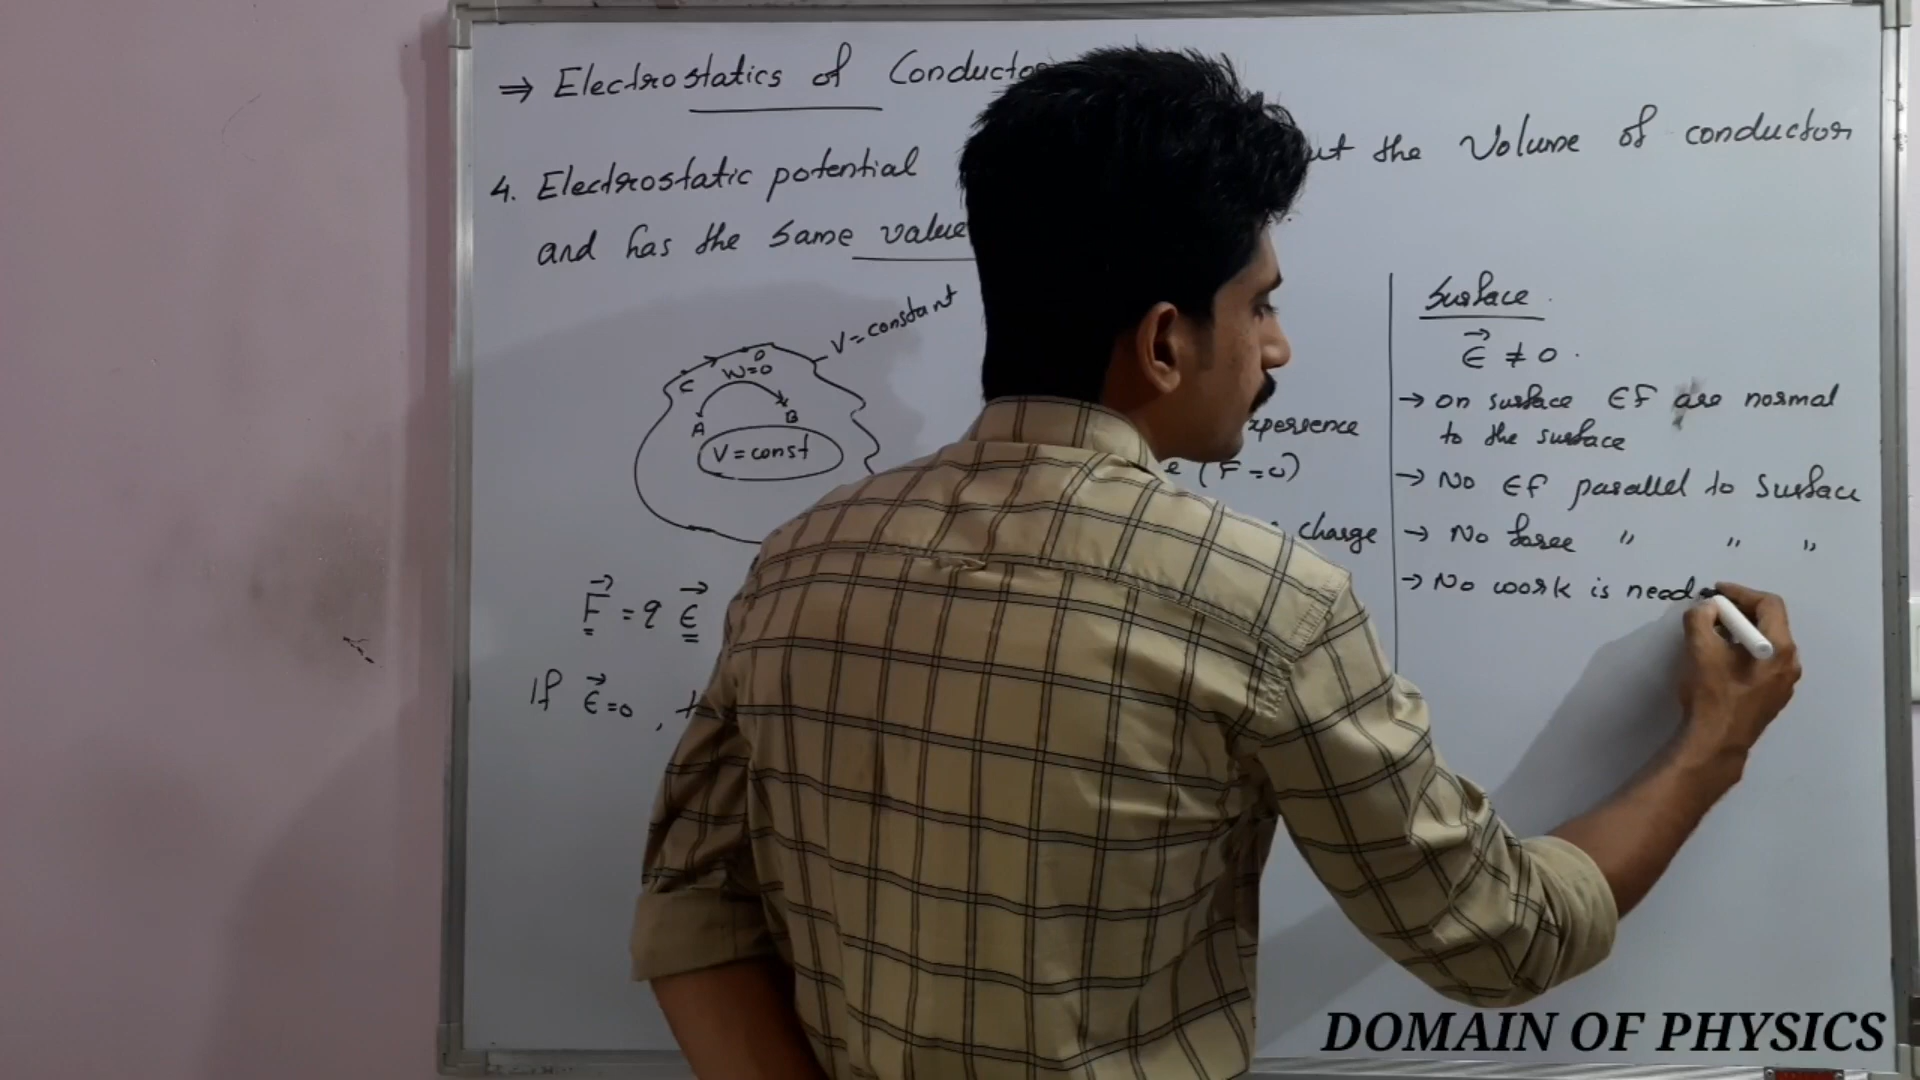 ⇒ Electrostatics of Conducto
4. Electrostatic potential ut the Volume of conductor
and has the same value
V = constant
C W=0 D
A B
V = const
F⃗ = q E⃗
If E⃗ = 0 ,
xperience
e (F = 0)
charge
Surface
E⃗ ≠ 0
→ on surface EF are normal
to the surface
→ No EF parallel to Surface
→ No force " " "
→ No work is need
DOMAIN OF PHYSICS